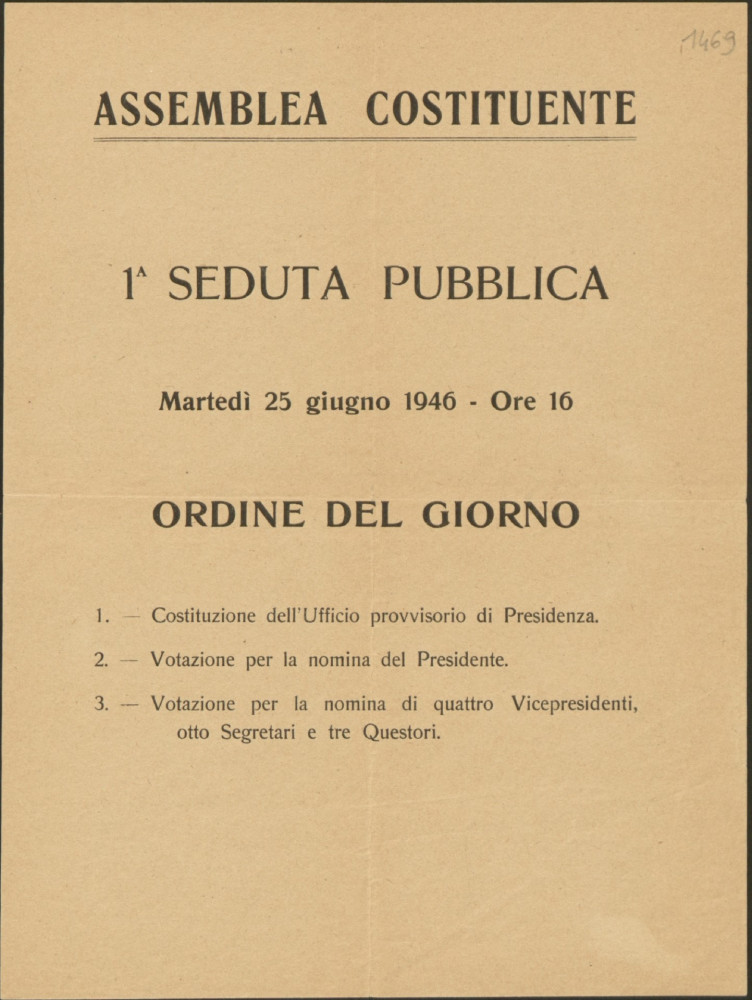 1469
ASSEMBLEA COSTITUENTE
1ᴬ SEDUTA PUBBLICA
Martedì 25 giugno 1946 - Ore 16
ORDINE DEL GIORNO
1. — Costituzione dell'Ufficio provvisorio di Presidenza.
2. — Votazione per la nomina del Presidente.
3. — Votazione per la nomina di quattro Vicepresidenti,
otto Segretari e tre Questori.